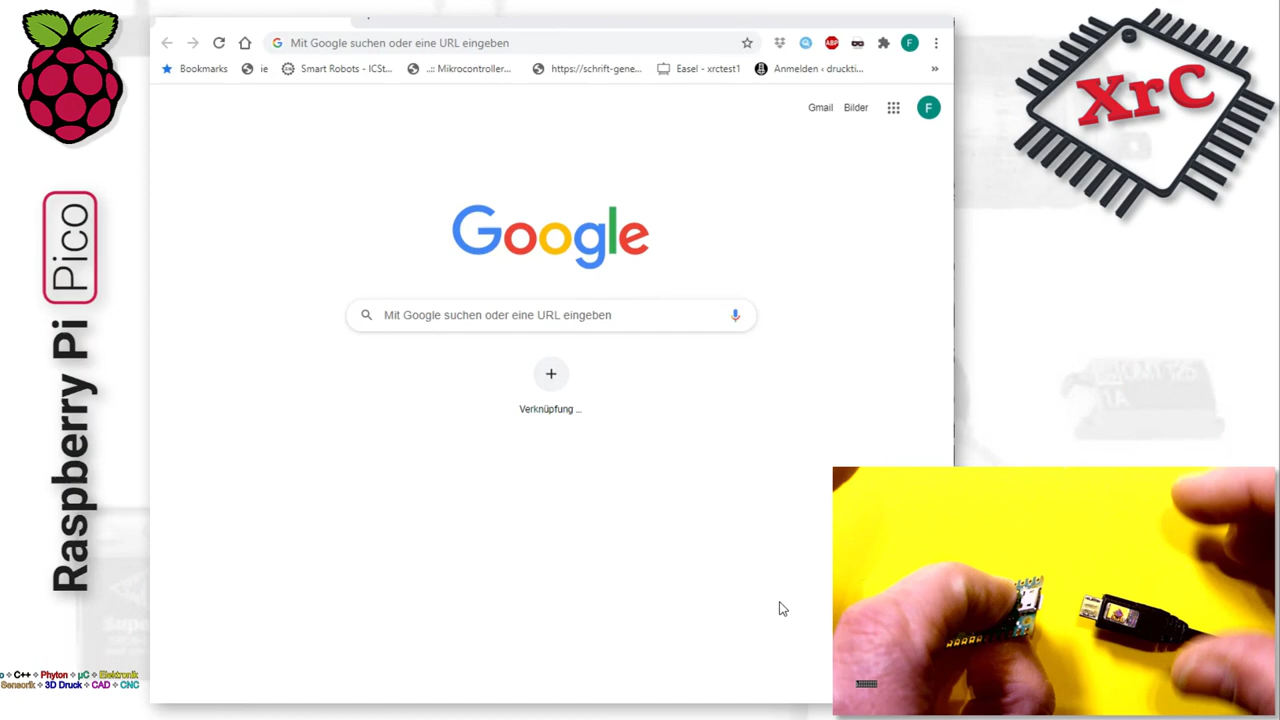 Mit Google suchen oder eine URL eingeben
ABP
F
Bookmarks
ie
Smart Robots - ICSt...
..:: Mikrocontroller...
https://schrift-gene...
Easel - xrctest1
Anmelden ‹ druckti...
»
Gmail
Bilder
F
Google
Mit Google suchen oder eine URL eingeben
Verknüpfung ...
Raspberry Pi Pico
XrC
o ÷ C++ ÷ Phyton ÷ µC ÷ Elektronik
Sensorik ÷ 3D Druck ÷ CAD ÷ CNC